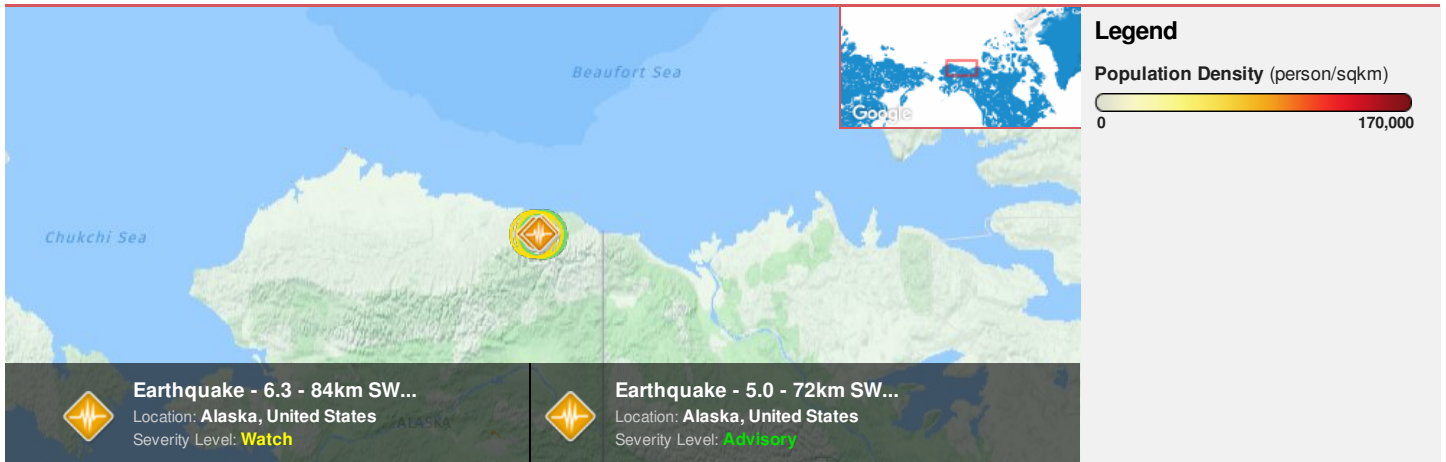 Beaufort Sea
Google
Chukchi Sea
ALASKA
Earthquake - 6.3 - 84km SW...
Location: Alaska, United States
Severity Level: Watch
Earthquake - 5.0 - 72km SW...
Location: Alaska, United States
Severity Level: Advisory
Legend
Population Density (person/sqkm)
0 170,000